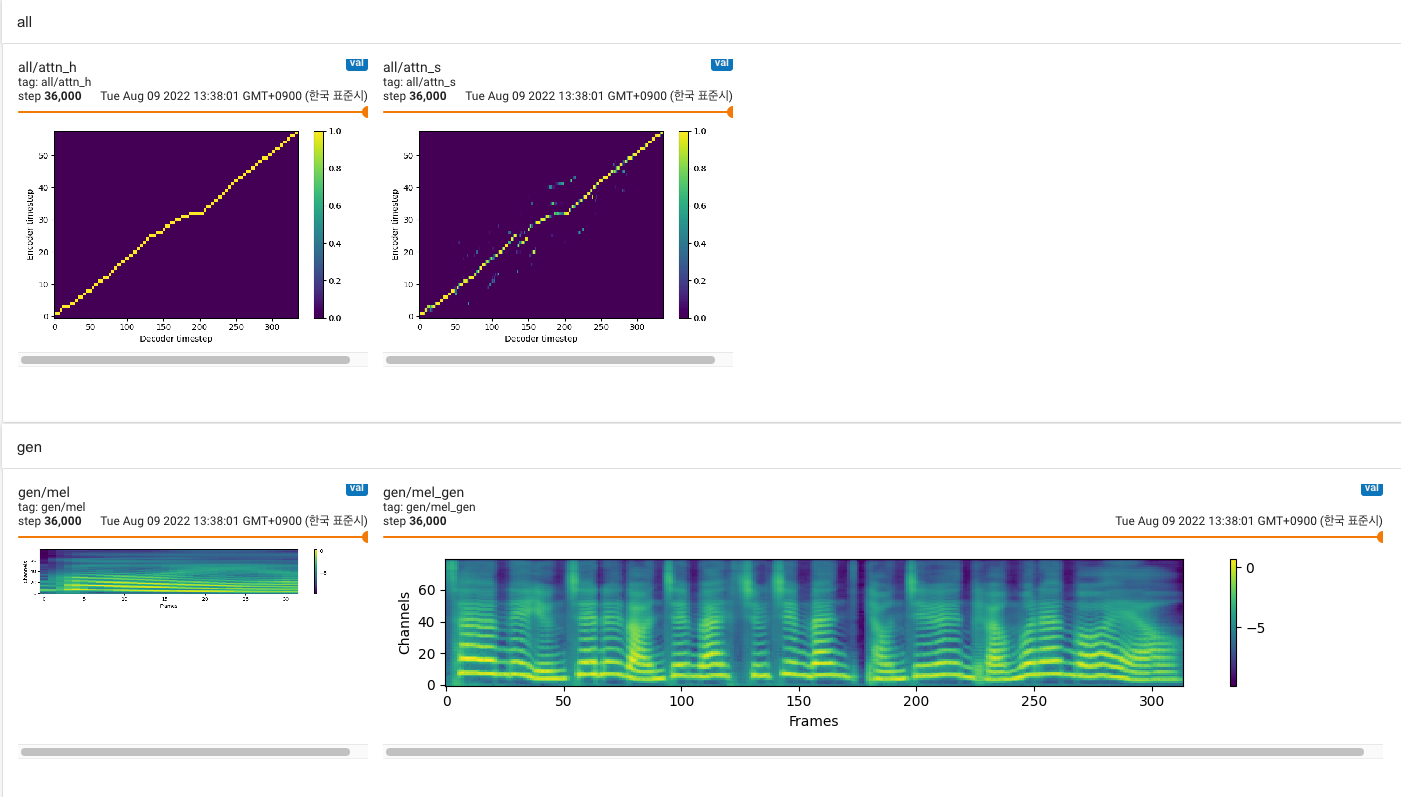 all
all/attn_h
val
tag: all/attn_h
step 36,000 Tue Aug 09 2022 13:38:01 GMT+0900 (한국 표준시)
1.0
0.8
0.6
0.4
0.2
0.0
50
40
30
20
10
0
Encoder timestep
0 50 100 150 200 250 300
Decoder timestep
all/attn_s
val
tag: all/attn_s
step 36,000 Tue Aug 09 2022 13:38:01 GMT+0900 (한국 표준시)
1.0
0.8
0.6
0.4
0.2
0.0
50
40
30
20
10
0
Encoder timestep
0 50 100 150 200 250 300
Decoder timestep
gen
gen/mel
val
tag: gen/mel
step 36,000 Tue Aug 09 2022 13:38:01 GMT+0900 (한국 표준시)
Channels
0 5 10 15 20 25 30
Frames
gen/mel_gen
val
tag: gen/mel_gen
step 36,000 Tue Aug 09 2022 13:38:01 GMT+0900 (한국 표준시)
60
40
20
0
Channels
0 50 100 150 200 250 300
Frames
0
−5